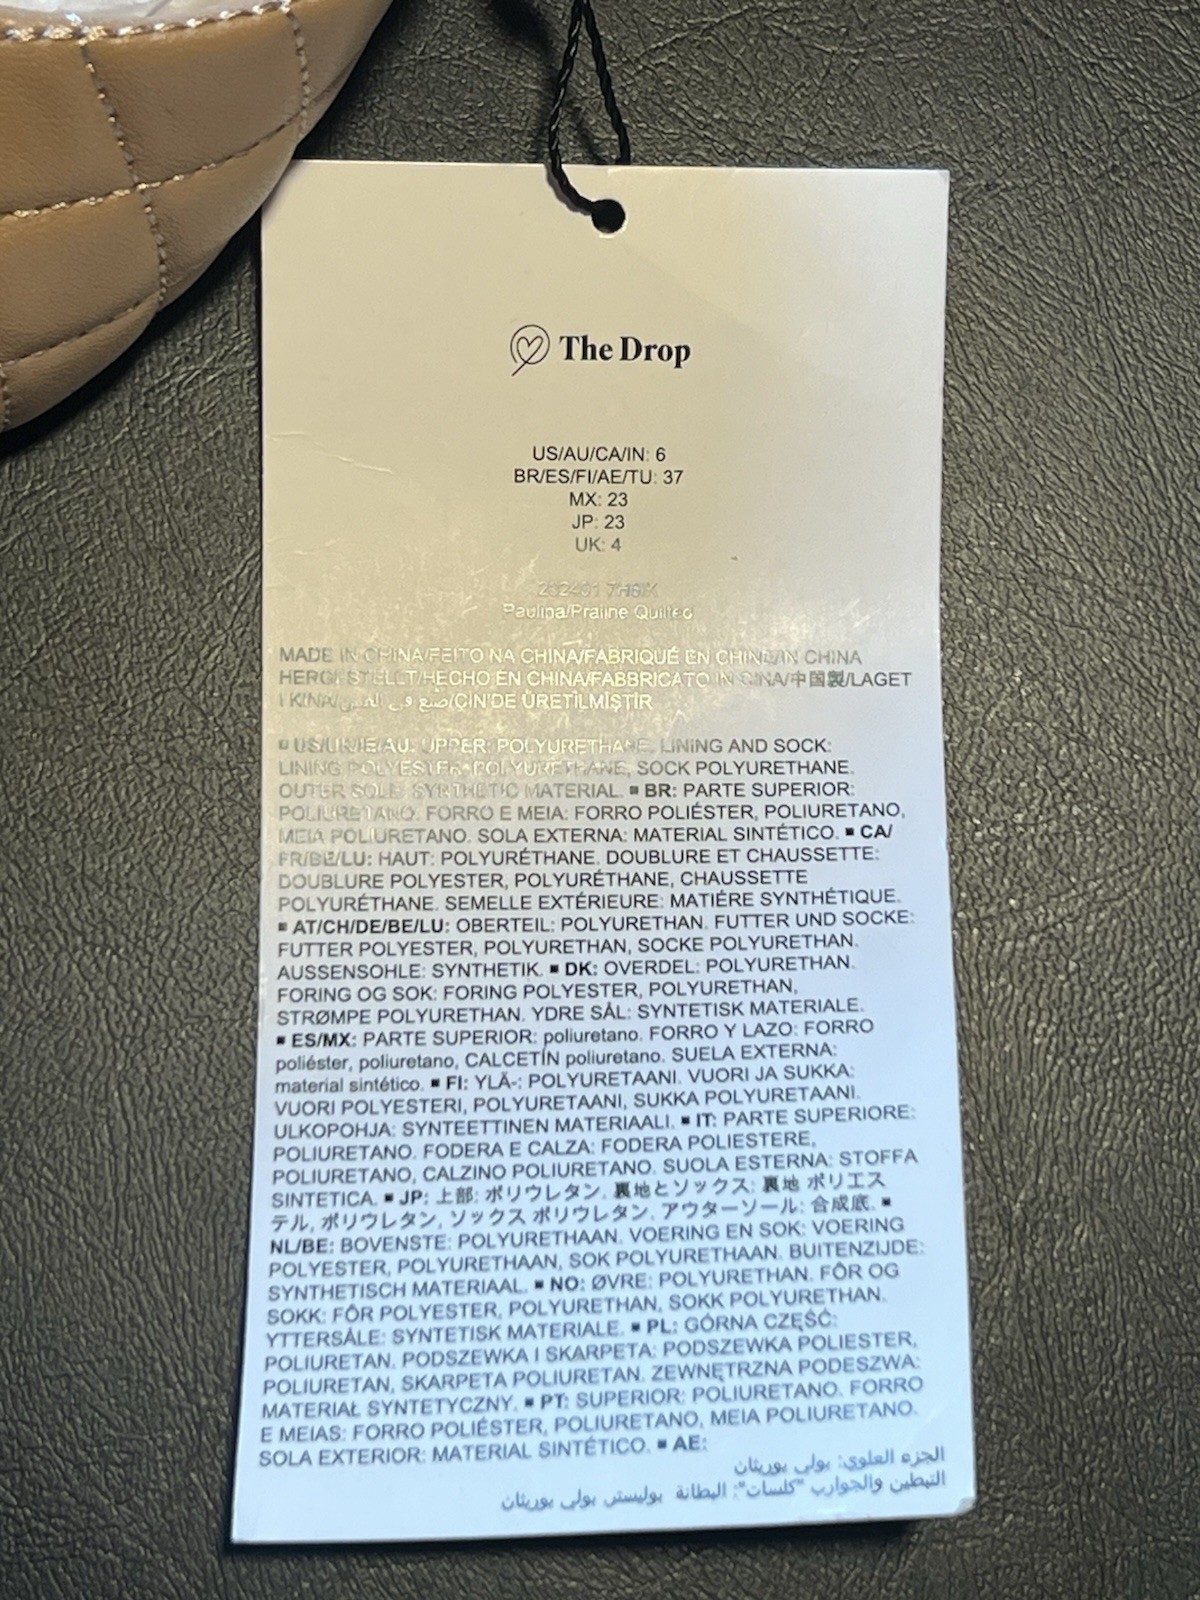 The Drop
US/AU/CA/IN: 6
BR/ES/FI/AE/TU: 37
MX: 23
JP: 23
UK: 4
Paulina/Praline Quilted
MADE IN CHINA/FEITO NA CHINA/FABRIQUÉ EN CHINE/IN CHINA
HERGESTELLT/HECHO EN CHINA/FABBRICATO IN CINA/中国製/LAGET
I KINA/صنع في الصين/ÇİN'DE ÜRETİLMİŞTİR
▪ US/UK/IE/AU: UPPER: POLYURETHANE. LINING AND SOCK:
LINING POLYESTER, POLYURETHANE, SOCK POLYURETHANE.
OUTER SOLE: SYNTHETIC MATERIAL. ▪ BR: PARTE SUPERIOR:
POLIURETANO. FORRO E MEIA: FORRO POLIÉSTER, POLIURETANO,
MEIA POLIURETANO. SOLA EXTERNA: MATERIAL SINTÉTICO. ▪ CA/
FR/BE/LU: HAUT: POLYURÉTHANE. DOUBLURE ET CHAUSSETTE:
DOUBLURE POLYESTER, POLYURÉTHANE, CHAUSSETTE
POLYURÉTHANE. SEMELLE EXTÉRIEURE: MATIÉRE SYNTHÉTIQUE.
▪ AT/CH/DE/BE/LU: OBERTEIL: POLYURETHAN. FUTTER UND SOCKE:
FUTTER POLYESTER, POLYURETHAN, SOCKE POLYURETHAN.
AUSSENSOHLE: SYNTHETIK. ▪ DK: OVERDEL: POLYURETHAN.
FORING OG SOK: FORING POLYESTER, POLYURETHAN,
STRØMPE POLYURETHAN. YDRE SÅL: SYNTETISK MATERIALE.
▪ ES/MX: PARTE SUPERIOR: poliuretano. FORRO Y LAZO: FORRO
poliéster, poliuretano, CALCETÍN poliuretano. SUELA EXTERNA:
material sintético. ▪ FI: YLÄ-: POLYURETAANI. VUORI JA SUKKA:
VUORI POLYESTERI, POLYURETAANI, SUKKA POLYURETAANI.
ULKOPOHJA: SYNTEETTINEN MATERIAALI. ▪ IT: PARTE SUPERIORE:
POLIURETANO. FODERA E CALZA: FODERA POLIESTERE,
POLIURETANO, CALZINO POLIURETANO. SUOLA ESTERNA: STOFFA
SINTETICA. ▪ JP: 上部: ポリウレタン. 裏地とソックス: 裏地 ポリエス
テル, ポリウレタン, ソックス ポリウレタン. アウターソール: 合成底. ▪
NL/BE: BOVENSTE: POLYURETHAAN. VOERING EN SOK: VOERING
POLYESTER, POLYURETHAAN, SOK POLYURETHAAN. BUITENZIJDE:
SYNTHETISCH MATERIAAL. ▪ NO: ØVRE: POLYURETHAN. FÔR OG
SOKK: FÔR POLYESTER, POLYURETHAN, SOKK POLYURETHAN.
YTTERSÅLE: SYNTETISK MATERIALE. ▪ PL: GÓRNA CZĘŚĆ:
POLIURETAN. PODSZEWKA I SKARPETA: PODSZEWKA POLIESTER,
POLIURETAN, SKARPETA POLIURETAN. ZEWNĘTRZNA PODESZWA:
MATERIAŁ SYNTETYCZNY. ▪ PT: SUPERIOR: POLIURETANO. FORRO
E MEIAS: FORRO POLIÉSTER, POLIURETANO, MEIA POLIURETANO.
SOLA EXTERIOR: MATERIAL SINTÉTICO. ▪ AE:
الجزء العلوي: بولي يوريثان
التبطين والجوارب "كلسات": البطانة بوليستر بولي يوريثان